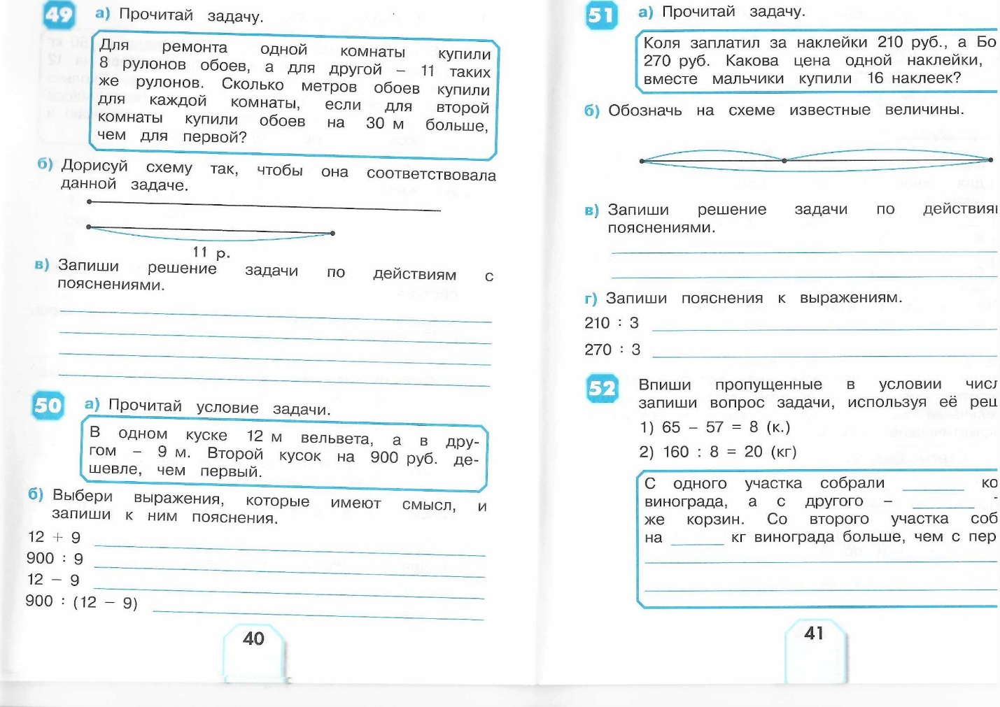 49 а) Прочитай задачу.
Для ремонта одной комнаты купили
8 рулонов обоев, а для другой – 11 таких
же рулонов. Сколько метров обоев купили
для каждой комнаты, если для второй
комнаты купили обоев на 30 м больше,
чем для первой?
б) Дорисуй схему так, чтобы она соответствовала
данной задаче.
11 р.
в) Запиши решение задачи по действиям с
пояснениями.
50 а) Прочитай условие задачи.
В одном куске 12 м вельвета, а в дру-
гом – 9 м. Второй кусок на 900 руб. де-
шевле, чем первый.
б) Выбери выражения, которые имеют смысл, и
запиши к ним пояснения.
12 + 9
900 : 9
12 – 9
900 : (12 – 9)
40
51 а) Прочитай задачу.
Коля заплатил за наклейки 210 руб., а Бо
270 руб. Какова цена одной наклейки,
вместе мальчики купили 16 наклеек?
б) Обозначь на схеме известные величины.
в) Запиши решение задачи по действия
пояснениями.
г) Запиши пояснения к выражениям.
210 : 3
270 : 3
52 Впиши пропущенные в условии числ
запиши вопрос задачи, используя её реш
1) 65 – 57 = 8 (к.)
2) 160 : 8 = 20 (кг)
С одного участка собрали ко
винограда, а с другого –
же корзин. Со второго участка соб
на кг винограда больше, чем с пер
41